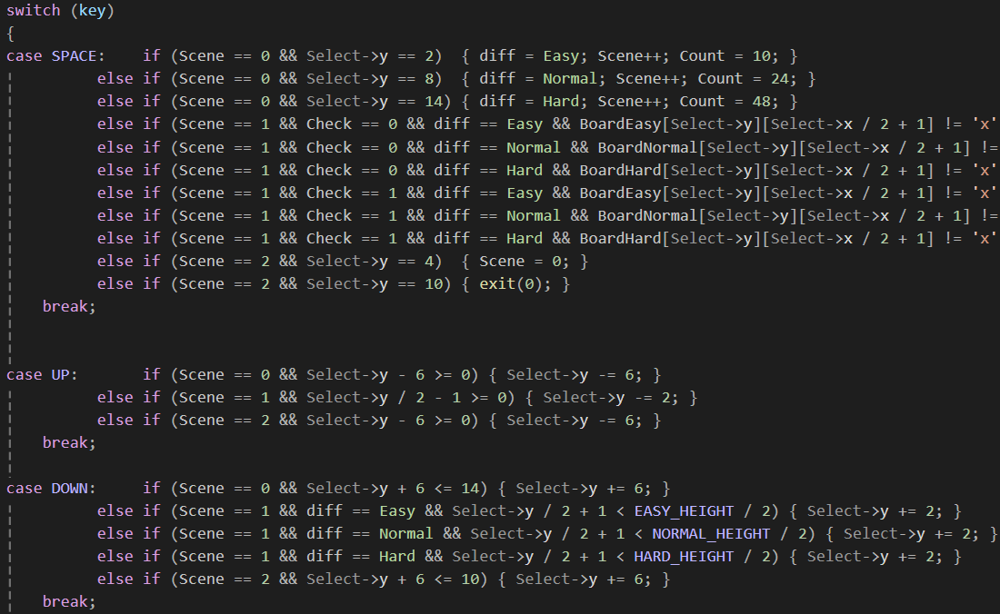 switch (key)
{
case SPACE:    if (Scene == 0 && Select->y == 2)  { diff = Easy; Scene++; Count = 10; }
          else if (Scene == 0 && Select->y == 8)  { diff = Normal; Scene++; Count = 24; }
          else if (Scene == 0 && Select->y == 14) { diff = Hard; Scene++; Count = 48; }
          else if (Scene == 1 && Check == 0 && diff == Easy && BoardEasy[Select->y][Select->x / 2 + 1] != 'x'
          else if (Scene == 1 && Check == 0 && diff == Normal && BoardNormal[Select->y][Select->x / 2 + 1] !=
          else if (Scene == 1 && Check == 0 && diff == Hard && BoardHard[Select->y][Select->x / 2 + 1] != 'x'
          else if (Scene == 1 && Check == 1 && diff == Easy && BoardEasy[Select->y][Select->x / 2 + 1] != 'x'
          else if (Scene == 1 && Check == 1 && diff == Normal && BoardNormal[Select->y][Select->x / 2 + 1] !=
          else if (Scene == 1 && Check == 1 && diff == Hard && BoardHard[Select->y][Select->x / 2 + 1] != 'x'
          else if (Scene == 2 && Select->y == 4)  { Scene = 0; }
          else if (Scene == 2 && Select->y == 10) { exit(0); }
    break;
case UP:       if (Scene == 0 && Select->y - 6 >= 0) { Select->y -= 6; }
          else if (Scene == 1 && Select->y / 2 - 1 >= 0) { Select->y -= 2; }
          else if (Scene == 2 && Select->y - 6 >= 0) { Select->y -= 6; }
    break;
case DOWN:     if (Scene == 0 && Select->y + 6 <= 14) { Select->y += 6; }
          else if (Scene == 1 && diff == Easy && Select->y / 2 + 1 < EASY_HEIGHT / 2) { Select->y += 2; }
          else if (Scene == 1 && diff == Normal && Select->y / 2 + 1 < NORMAL_HEIGHT / 2) { Select->y += 2; }
          else if (Scene == 1 && diff == Hard && Select->y / 2 + 1 < HARD_HEIGHT / 2) { Select->y += 2; }
          else if (Scene == 2 && Select->y + 6 <= 10) { Select->y += 6; }
    break;